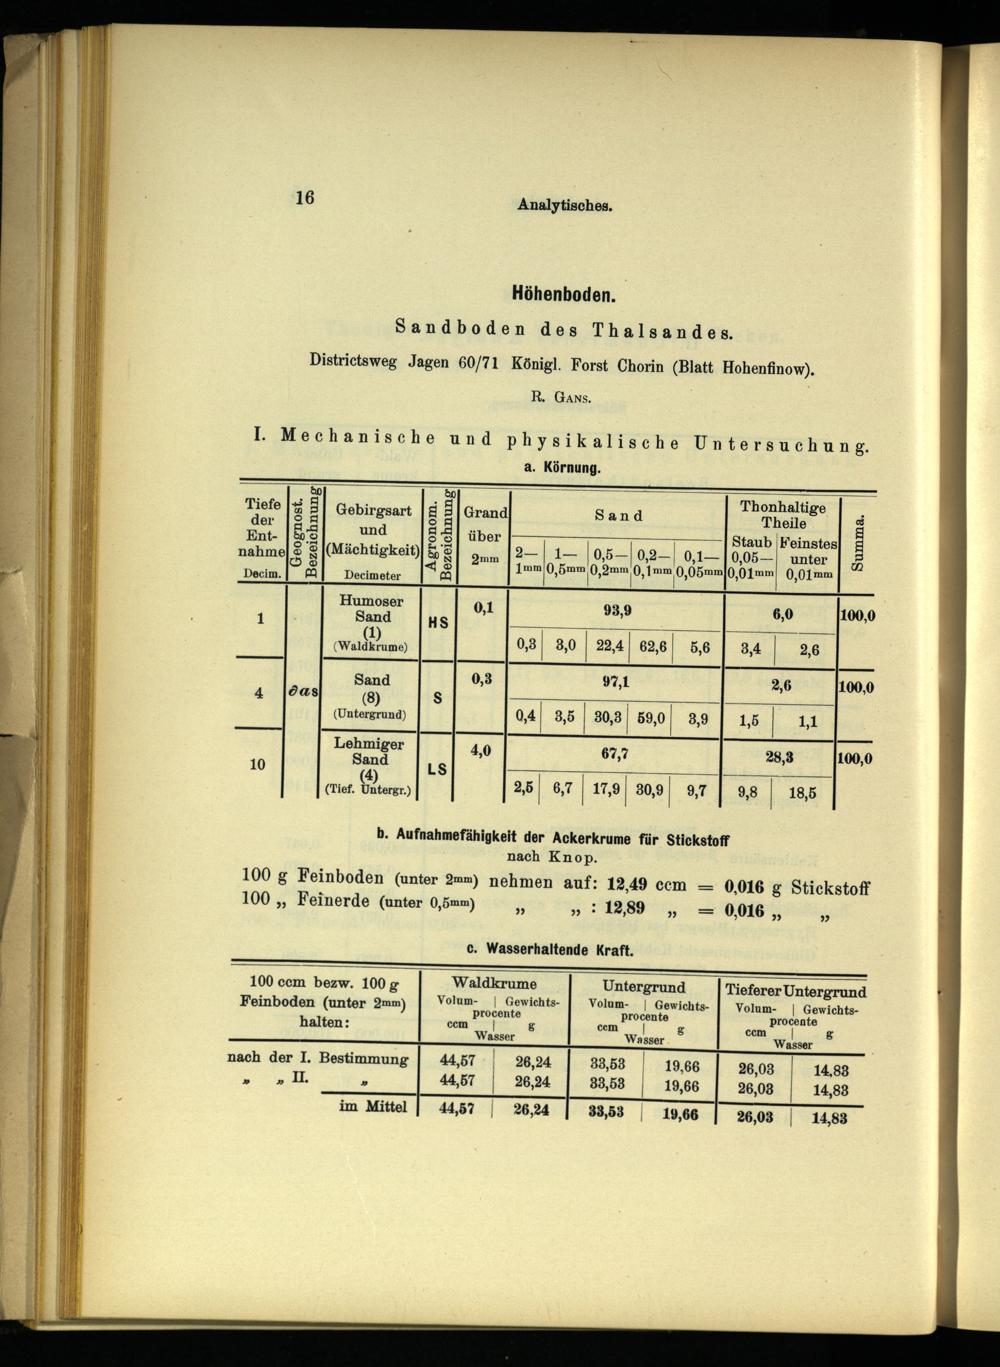 16
Analytisches.
Höhenboden.
Sandboden des Thalsandes.
Districtsweg Jagen 60/71 Königl. Forst Chorin (Blatt Hohenfinow).
R. GANS.
I. Mechanische und physikalische Untersuchung.
a. Körnung.
Tiefe der Ent- nahme Decim. | Geognost. Bezeichnung | Gebirgsart und (Mächtigkeit) Decimeter | Agronom. Bezeichnung | Grand über 2mm | Sand | Thonhaltige Theile | Summa.
2— 1mm | 1— 0,5mm | 0,5— 0,2mm | 0,2— 0,1mm | 0,1— 0,05mm | Staub 0,05— 0,01mm | Feinstes unter 0,01mm
1 | Humoser Sand (1) (Waldkrume) | HS | 0,1 | 93,9 | 6,0 | 100,0
0,3 | 3,0 | 22,4 | 62,6 | 5,6 | 3,4 | 2,6
4 | ∂as | Sand (8) (Untergrund) | S | 0,3 | 97,1 | 2,6 | 100,0
0,4 | 3,5 | 30,3 | 59,0 | 3,9 | 1,5 | 1,1
10 | Lehmiger Sand (4) (Tief. Untergr.) | LS | 4,0 | 67,7 | 28,3 | 100,0
2,5 | 6,7 | 17,9 | 30,9 | 9,7 | 9,8 | 18,5
b. Aufnahmefähigkeit der Ackerkrume für Stickstoff
nach Knop.
100 g Feinboden (unter 2mm) nehmen auf: 12,49 ccm = 0,016 g Stickstoff
100 „ Feinerde (unter 0,5mm) „ „ : 12,89 „ = 0,016 „ „
c. Wasserhaltende Kraft.
100 ccm bezw. 100 g Feinboden (unter 2mm) halten: | Waldkrume | Untergrund | Tieferer Untergrund
Volum- | Gewichts- | Volum- | Gewichts- | Volum- | Gewichts-
procente | procente | procente
ccm | g | ccm | g | ccm | g
Wasser | Wasser | Wasser
nach der I. Bestimmung | 44,57 | 26,24 | 33,53 | 19,66 | 26,03 | 14,83
„ „ II. „ | 44,57 | 26,24 | 33,53 | 19,66 | 26,03 | 14,83
im Mittel | 44,57 | 26,24 | 33,53 | 19,66 | 26,03 | 14,83